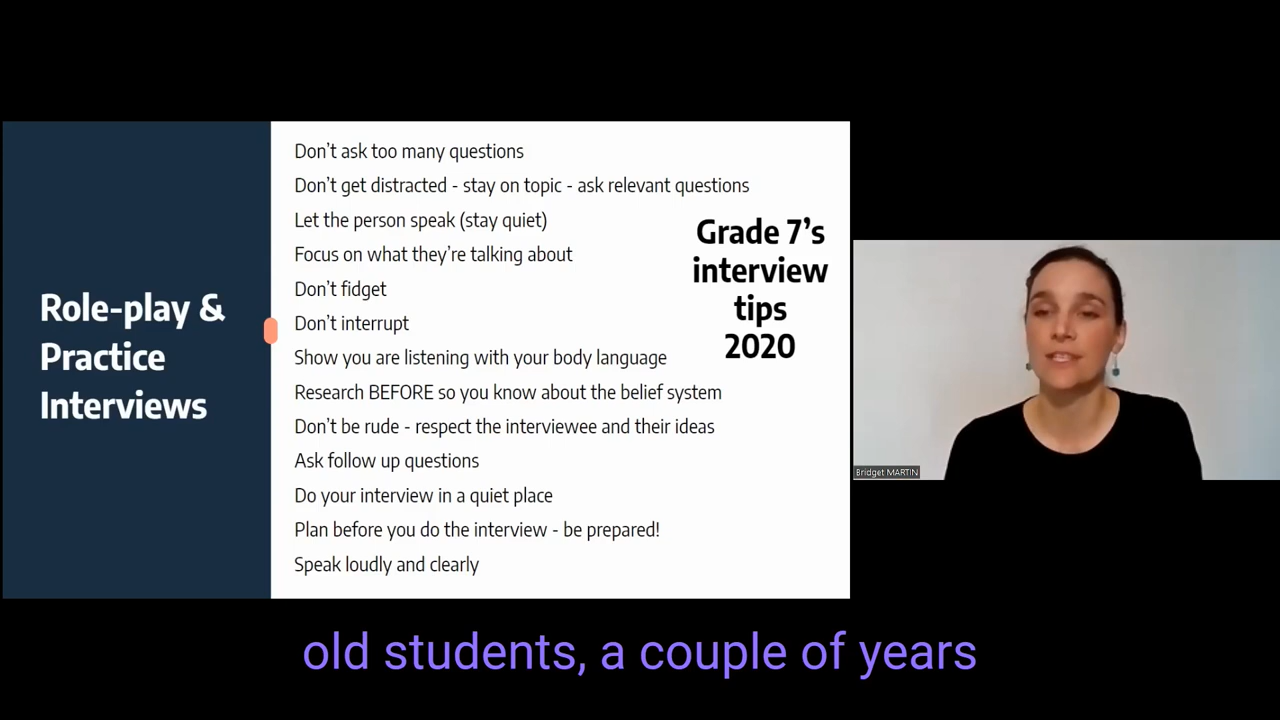 Role-play &
Practice
Interviews
Don't ask too many questions
Don't get distracted - stay on topic - ask relevant questions
Let the person speak (stay quiet)
Focus on what they're talking about
Don't fidget
Don't interrupt
Show you are listening with your body language
Research BEFORE so you know about the belief system
Don't be rude - respect the interviewee and their ideas
Ask follow up questions
Do your interview in a quiet place
Plan before you do the interview - be prepared!
Speak loudly and clearly
Grade 7's
interview
tips
2020
Bridget MARTIN
old students, a couple of years